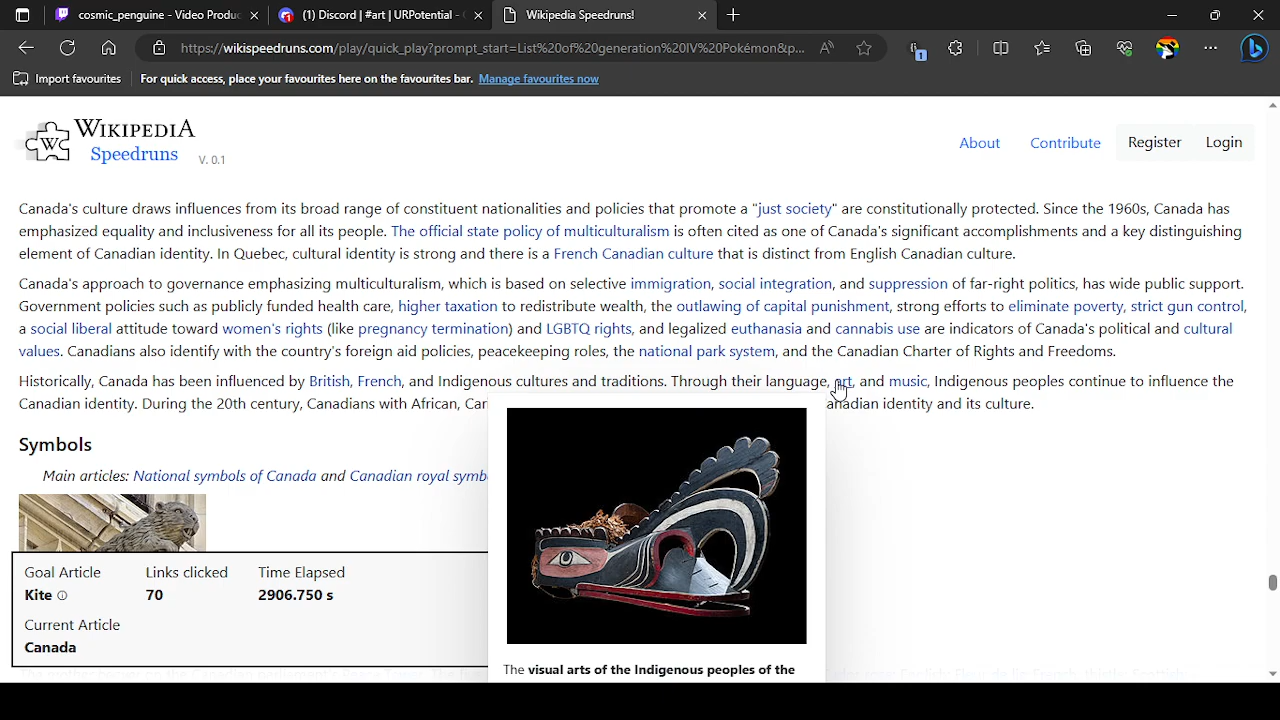 cosmic_penguine - Video Produc
(1) Discord | #art | URPotential -
Wikipedia Speedruns!
https://wikispeedruns.com/play/quick_play?prompt_start=List%20of%20generation%20IV%20Pokémon&p...
1
Import favourites
For quick access, place your favourites here on the favourites bar. Manage favourites now
WIKIPEDIA
Speedruns V. 0.1
About Contribute Register Login
Canada's culture draws influences from its broad range of constituent nationalities and policies that promote a "just society" are constitutionally protected. Since the 1960s, Canada has
emphasized equality and inclusiveness for all its people. The official state policy of multiculturalism is often cited as one of Canada's significant accomplishments and a key distinguishing
element of Canadian identity. In Quebec, cultural identity is strong and there is a French Canadian culture that is distinct from English Canadian culture.
Canada's approach to governance emphasizing multiculturalism, which is based on selective immigration, social integration, and suppression of far-right politics, has wide public support.
Government policies such as publicly funded health care, higher taxation to redistribute wealth, the outlawing of capital punishment, strong efforts to eliminate poverty, strict gun control,
a social liberal attitude toward women's rights (like pregnancy termination) and LGBTQ rights, and legalized euthanasia and cannabis use are indicators of Canada's political and cultural
values. Canadians also identify with the country's foreign aid policies, peacekeeping roles, the national park system, and the Canadian Charter of Rights and Freedoms.
Historically, Canada has been influenced by British, French, and Indigenous cultures and traditions. Through their language, art, and music, Indigenous peoples continue to influence the
Canadian identity. During the 20th century, Canadians with African, Car anadian identity and its culture.
Symbols
Main articles: National symbols of Canada and Canadian royal symb
Goal Article Links clicked Time Elapsed
Kite 70 2906.750 s
Current Article
Canada
The visual arts of the Indigenous peoples of the